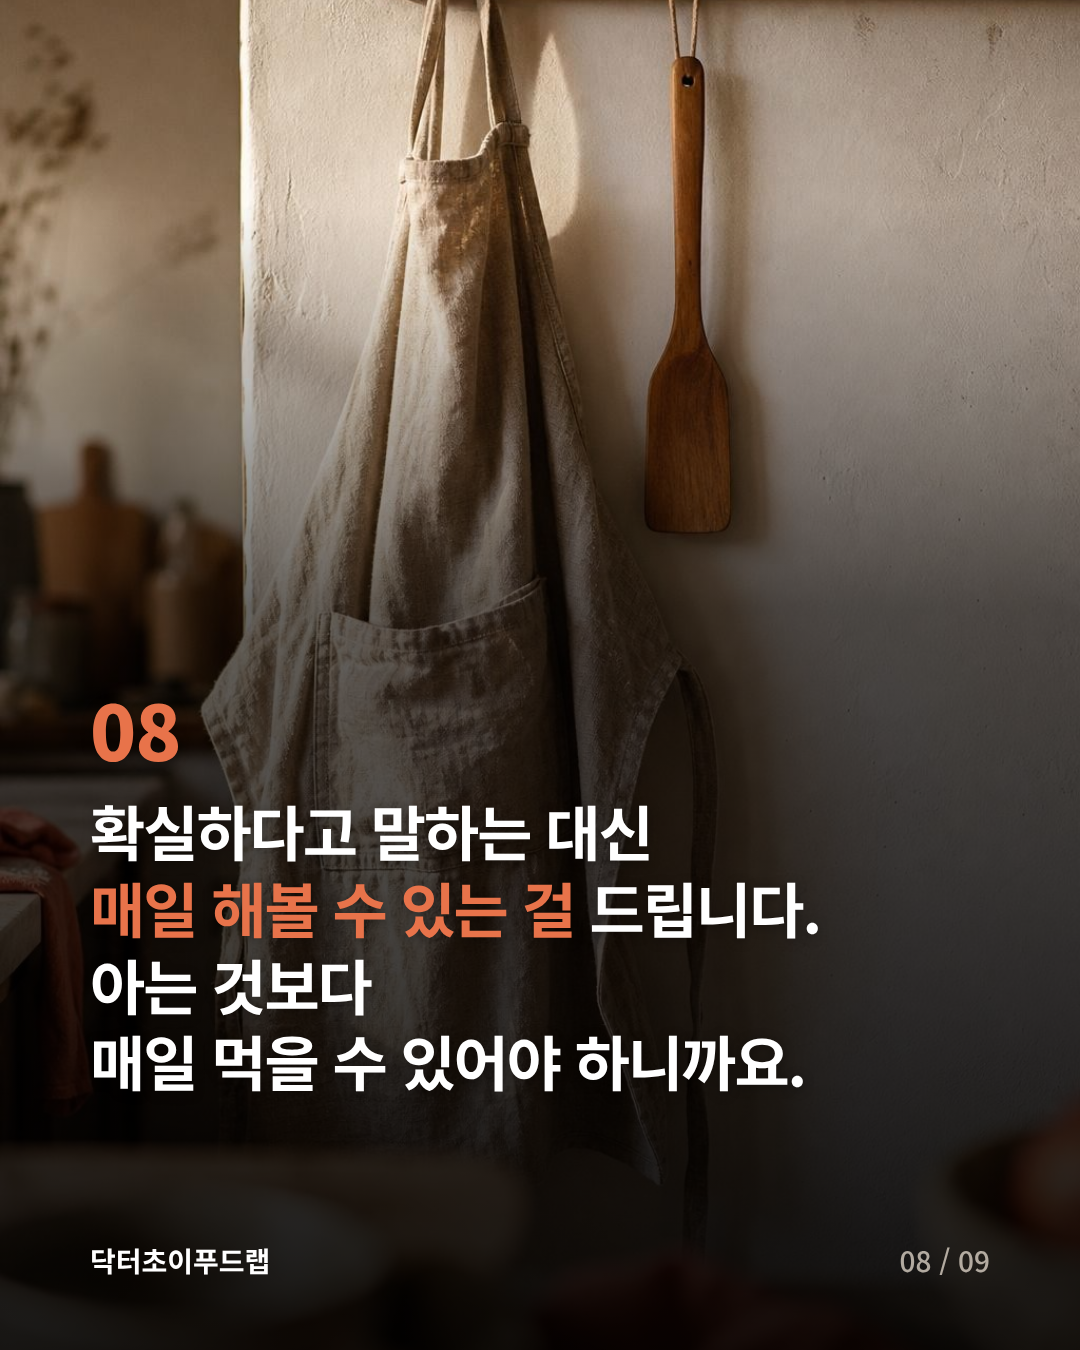 08
확실하다고 말하는 대신
매일 해볼 수 있는 걸 드립니다.
아는 것보다
매일 먹을 수 있어야 하니까요.
닥터초이푸드랩
08 / 09